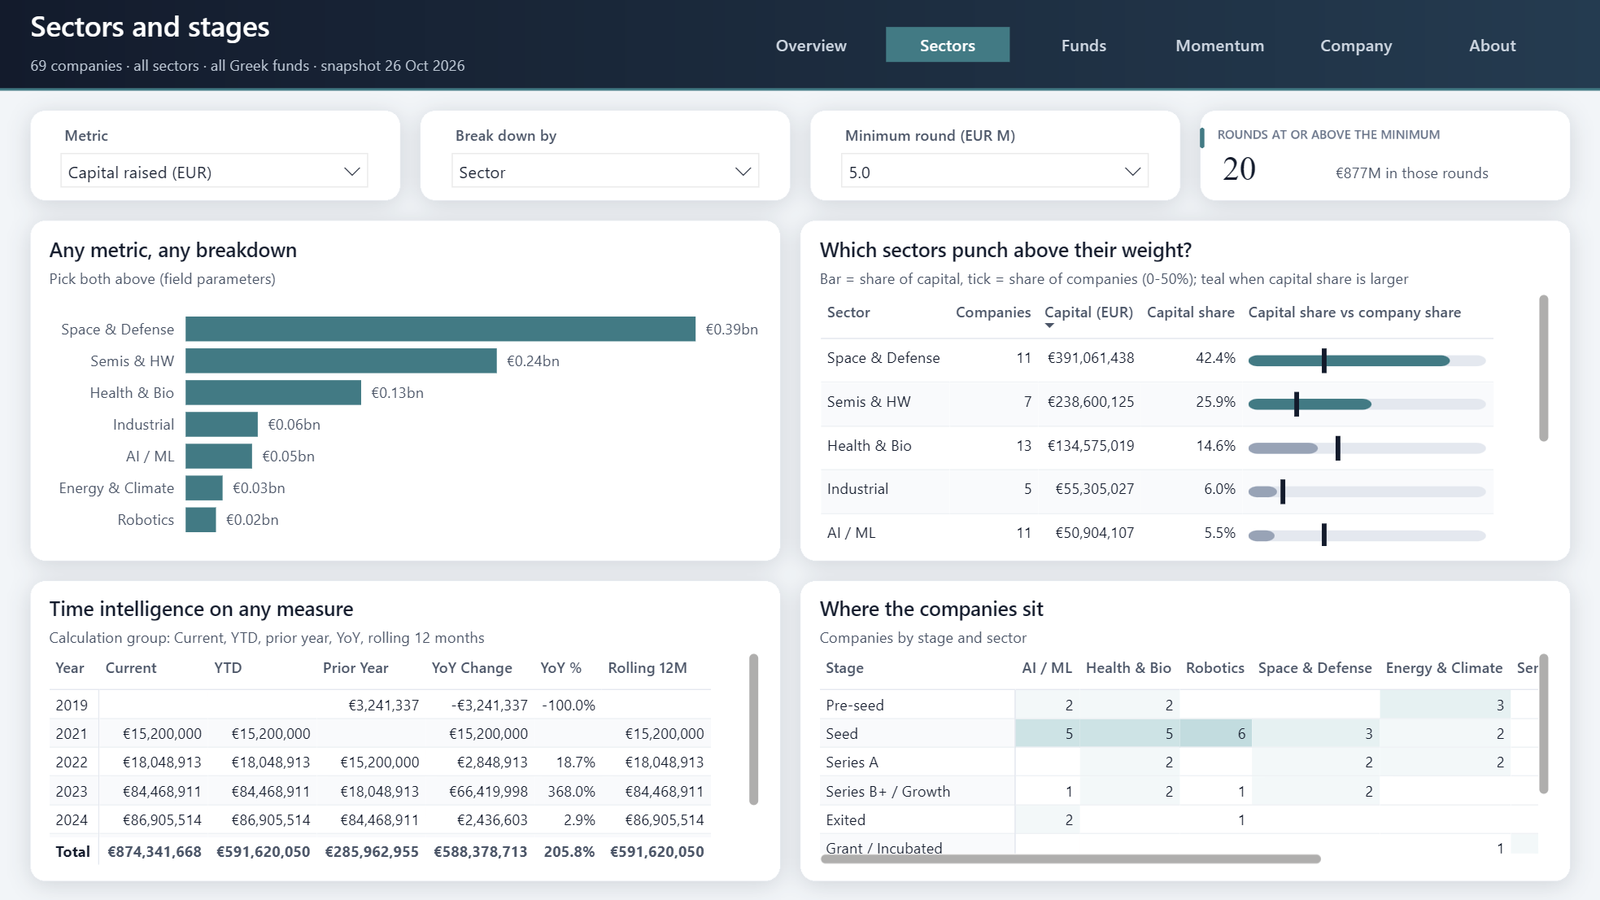 Sectors and stages
69 companies · all sectors · all Greek funds · snapshot 26 Oct 2026
Overview Sectors Funds Momentum Company About
Metric
Capital raised (EUR)
Break down by
Sector
Minimum round (EUR M)
5.0
ROUNDS AT OR ABOVE THE MINIMUM
20 €877M in those rounds
Any metric, any breakdown
Pick both above (field parameters)
Space & Defense €0.39bn
Semis & HW €0.24bn
Health & Bio €0.13bn
Industrial €0.06bn
AI / ML €0.05bn
Energy & Climate €0.03bn
Robotics €0.02bn
Which sectors punch above their weight?
Bar = share of capital, tick = share of companies (0-50%); teal when capital share is larger
Sector Companies Capital (EUR) Capital share Capital share vs company share
Space & Defense 11 €391,061,438 42.4%
Semis & HW 7 €238,600,125 25.9%
Health & Bio 13 €134,575,019 14.6%
Industrial 5 €55,305,027 6.0%
AI / ML 11 €50,904,107 5.5%
Time intelligence on any measure
Calculation group: Current, YTD, prior year, YoY, rolling 12 months
Year Current YTD Prior Year YoY Change YoY % Rolling 12M
2019 €3,241,337 -€3,241,337 -100.0%
2021 €15,200,000 €15,200,000 €15,200,000 €15,200,000
2022 €18,048,913 €18,048,913 €15,200,000 €2,848,913 18.7% €18,048,913
2023 €84,468,911 €84,468,911 €18,048,913 €66,419,998 368.0% €84,468,911
2024 €86,905,514 €86,905,514 €84,468,911 €2,436,603 2.9% €86,905,514
Total €874,341,668 €591,620,050 €285,962,955 €588,378,713 205.8% €591,620,050
Where the companies sit
Companies by stage and sector
Stage AI / ML Health & Bio Robotics Space & Defense Energy & Climate Ser
Pre-seed 2 2 3
Seed 5 5 6 3 2
Series A 2 2 2
Series B+ / Growth 1 2 1 2
Exited 2 1
Grant / Incubated 1